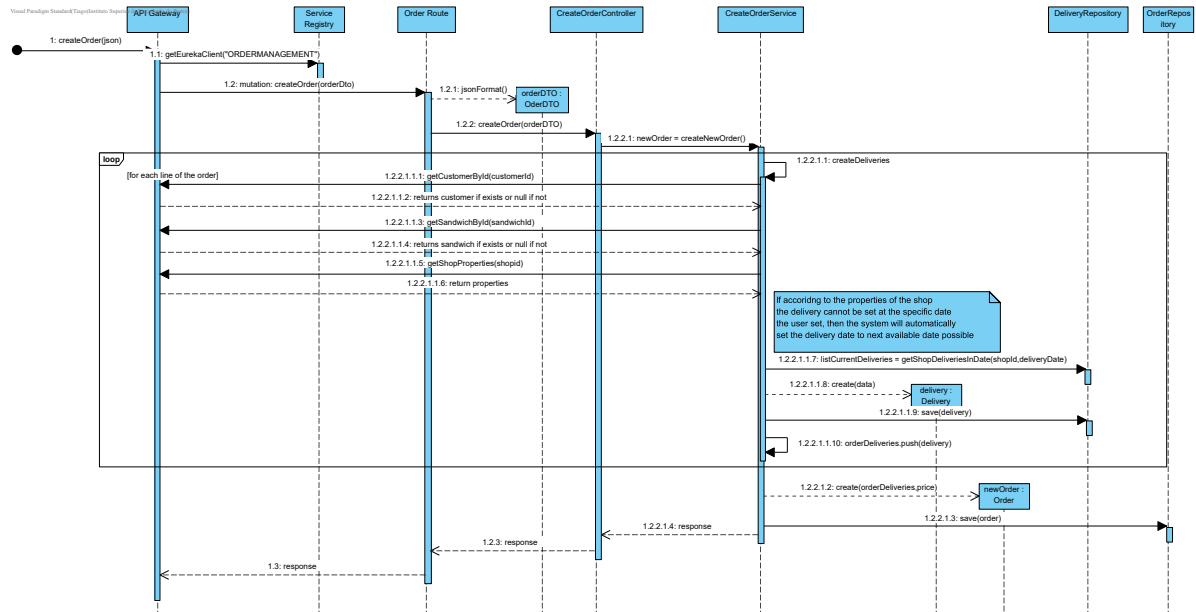 Visual Paradigm Standard(Tiago(Instituto Superi
API Gateway
Service
Registry
Order Route
CreateOrderController
CreateOrderService
DeliveryRepository
OrderRepos
itory
1: createOrder(json)
1.1: getEurekaClient("ORDERMANAGEMENT")
1.2: mutation: createOrder(orderDto)
1.2.1: jsonFormat()
orderDTO :
OderDTO
1.2.2: createOrder(orderDTO)
1.2.2.1: newOrder = createNewOrder()
loop
[for each line of the order]
1.2.2.1.1: createDeliveries
1.2.2.1.1.1: getCustomerById(customerId)
1.2.2.1.1.2: returns customer if exists or null if not
1.2.2.1.1.3: getSandwichById(sandwichId)
1.2.2.1.1.4: returns sandwich if exists or null if not
1.2.2.1.1.5: getShopProperties(shopid)
1.2.2.1.1.6: return properties
If accoridng to the properties of the shop
the delivery cannot be set at the specific date
the user set, then the system will automatically
set the delivery date to next available date possible
1.2.2.1.1.7: listCurrentDeliveries = getShopDeliveriesInDate(shopId,deliveryDate)
1.2.2.1.1.8: create(data)
delivery :
Delivery
1.2.2.1.1.9: save(delivery)
1.2.2.1.1.10: orderDeliveries.push(delivery)
1.2.2.1.2: create(orderDeliveries,price)
newOrder :
Order
1.2.2.1.3: save(order)
1.2.2.1.4: response
1.2.3: response
1.3: response